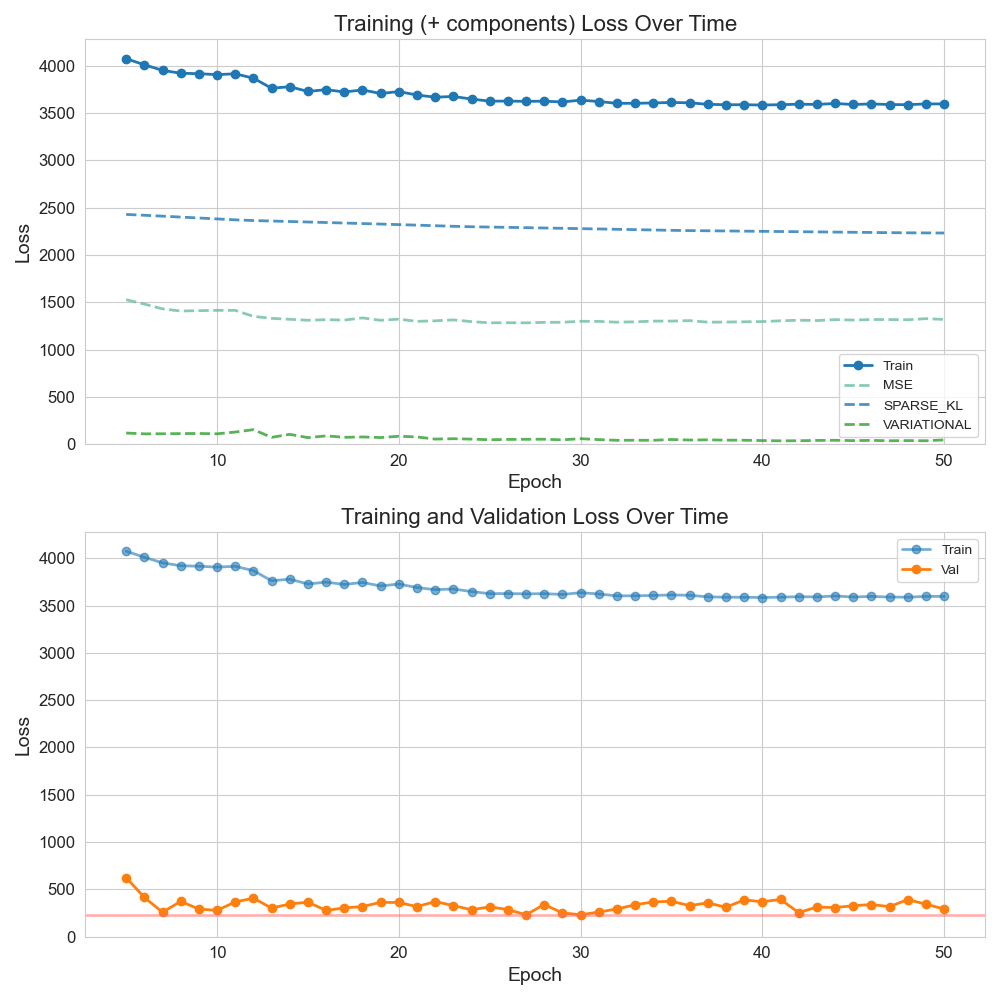 Training (+ components) Loss Over Time
Loss
4000
3500
3000
2500
2000
1500
1000
500
0
Train
MSE
SPARSE_KL
VARIATIONAL
10 20 30 40 50
Epoch
Training and Validation Loss Over Time
Loss
4000
3500
3000
2500
2000
1500
1000
500
0
Train
Val
10 20 30 40 50
Epoch